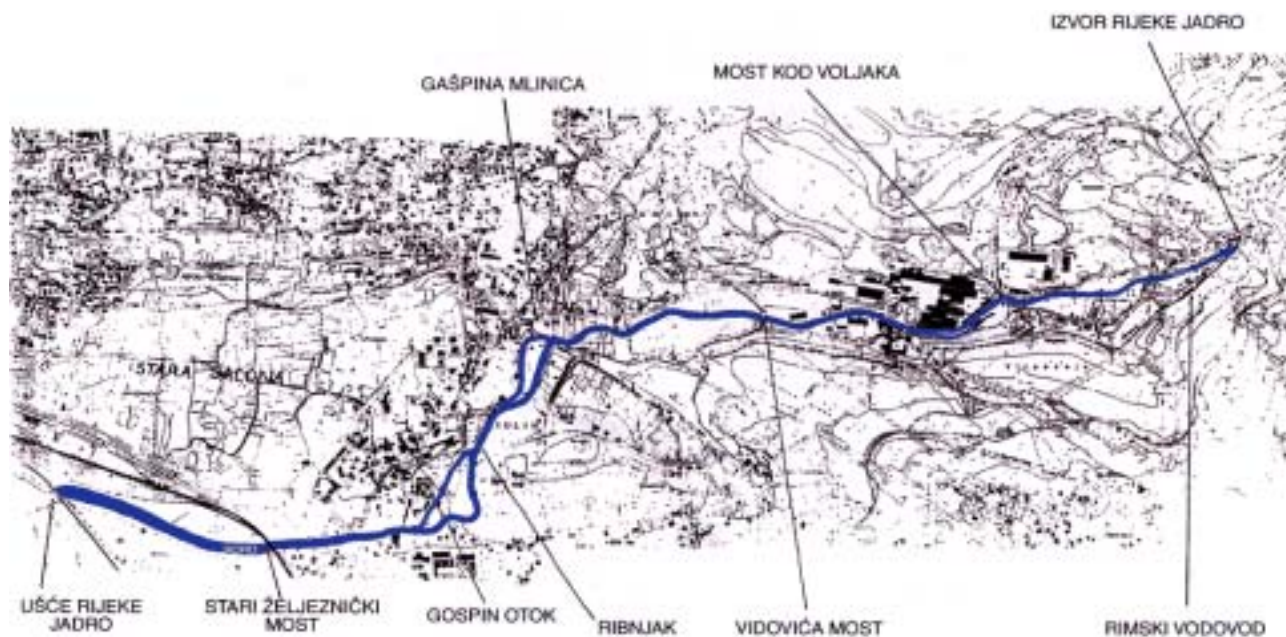 IZVOR RIJEKE JADRO
MOST KOD VOLJAKA
GAŠPINA MLINICA
STARA SALONA
UŠĆE RIJEKE
JADRO
STARI ŽELJEZNIČKI
MOST
GOSPIN OTOK
RIBNJAK
VIDOVIĆA MOST
RIMSKI VODOVOD